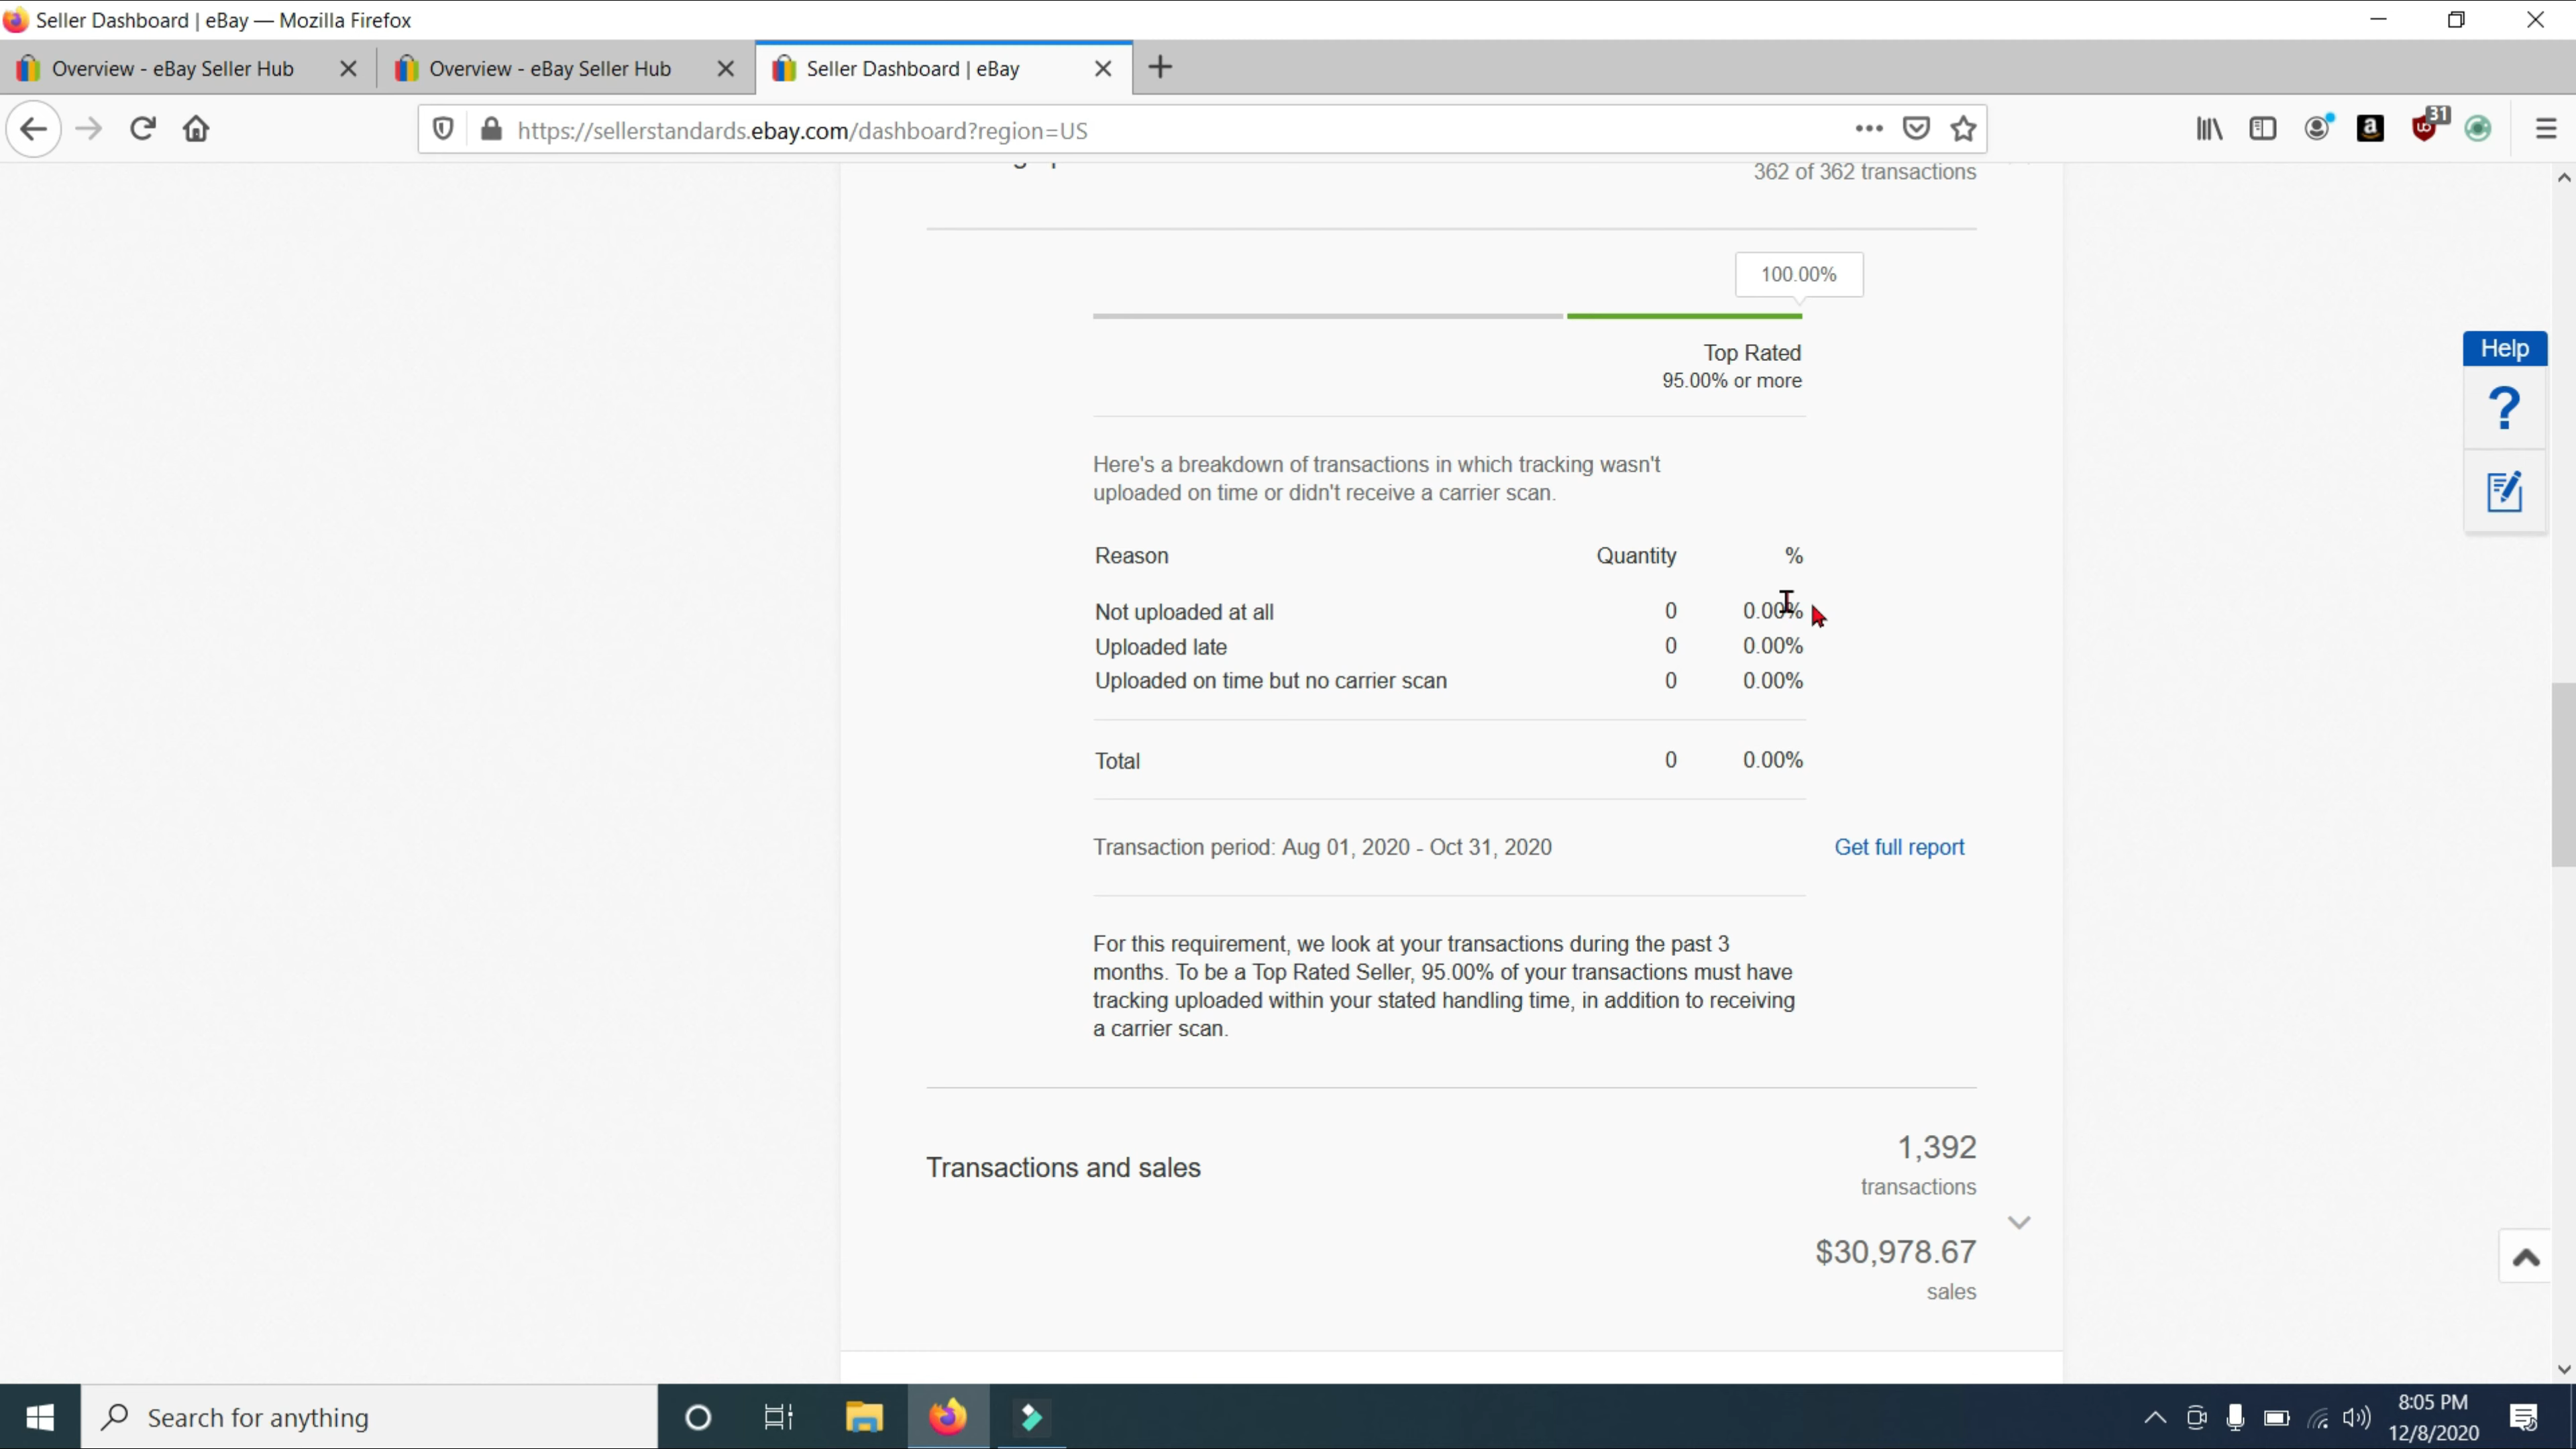 Seller Dashboard | eBay — Mozilla Firefox
Overview - eBay Seller Hub
Overview - eBay Seller Hub
Seller Dashboard | eBay
https://sellerstandards.ebay.com/dashboard?region=US
31
362 of 362 transactions
100.00%
Top Rated
95.00% or more
Here's a breakdown of transactions in which tracking wasn't
uploaded on time or didn't receive a carrier scan.
Reason Quantity %
Not uploaded at all 0 0.00%
Uploaded late 0 0.00%
Uploaded on time but no carrier scan 0 0.00%
Total 0 0.00%
Transaction period: Aug 01, 2020 - Oct 31, 2020 Get full report
For this requirement, we look at your transactions during the past 3
months. To be a Top Rated Seller, 95.00% of your transactions must have
tracking uploaded within your stated handling time, in addition to receiving
a carrier scan.
Transactions and sales
1,392
transactions
$30,978.67
sales
Help
?
Search for anything
8:05 PM
12/8/2020